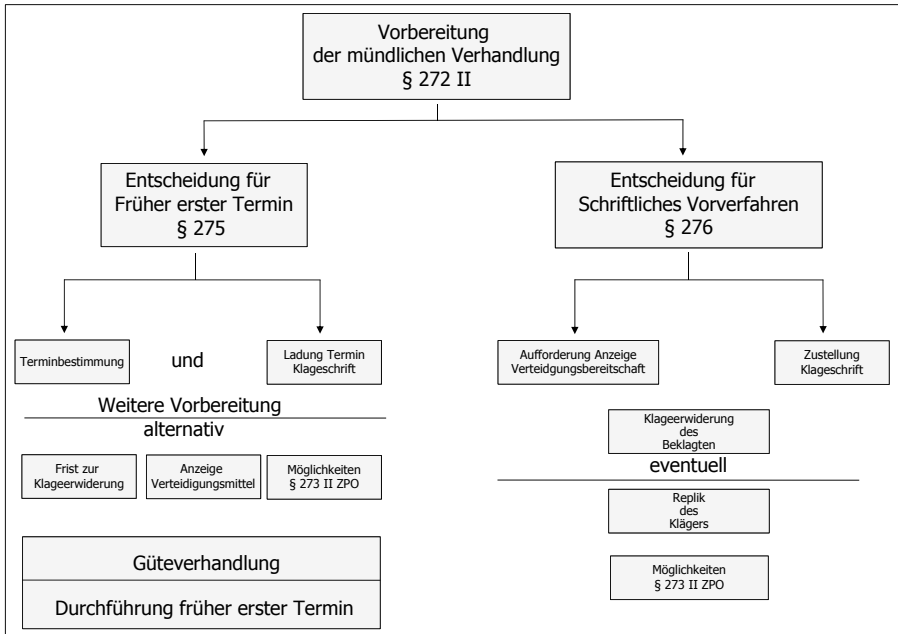 Vorbereitung
der mündlichen Verhandlung
§ 272 II
Entscheidung für
Früher erster Termin
§ 275
Entscheidung für
Schriftliches Vorverfahren
§ 276
Terminbestimmung
und
Ladung Termin
Klageschrift
Aufforderung Anzeige
Verteidgungsbereitschaft
Zustellung
Klageschrift
Weitere Vorbereitung
alternativ
Frist zur
Klageerwiderung
Anzeige
Verteidigungsmittel
Möglichkeiten
§ 273 II ZPO
Klageerwiderung
des
Beklagten
eventuell
Replik
des
Klägers
Möglichkeiten
§ 273 II ZPO
Güteverhandlung
Durchführung früher erster Termin